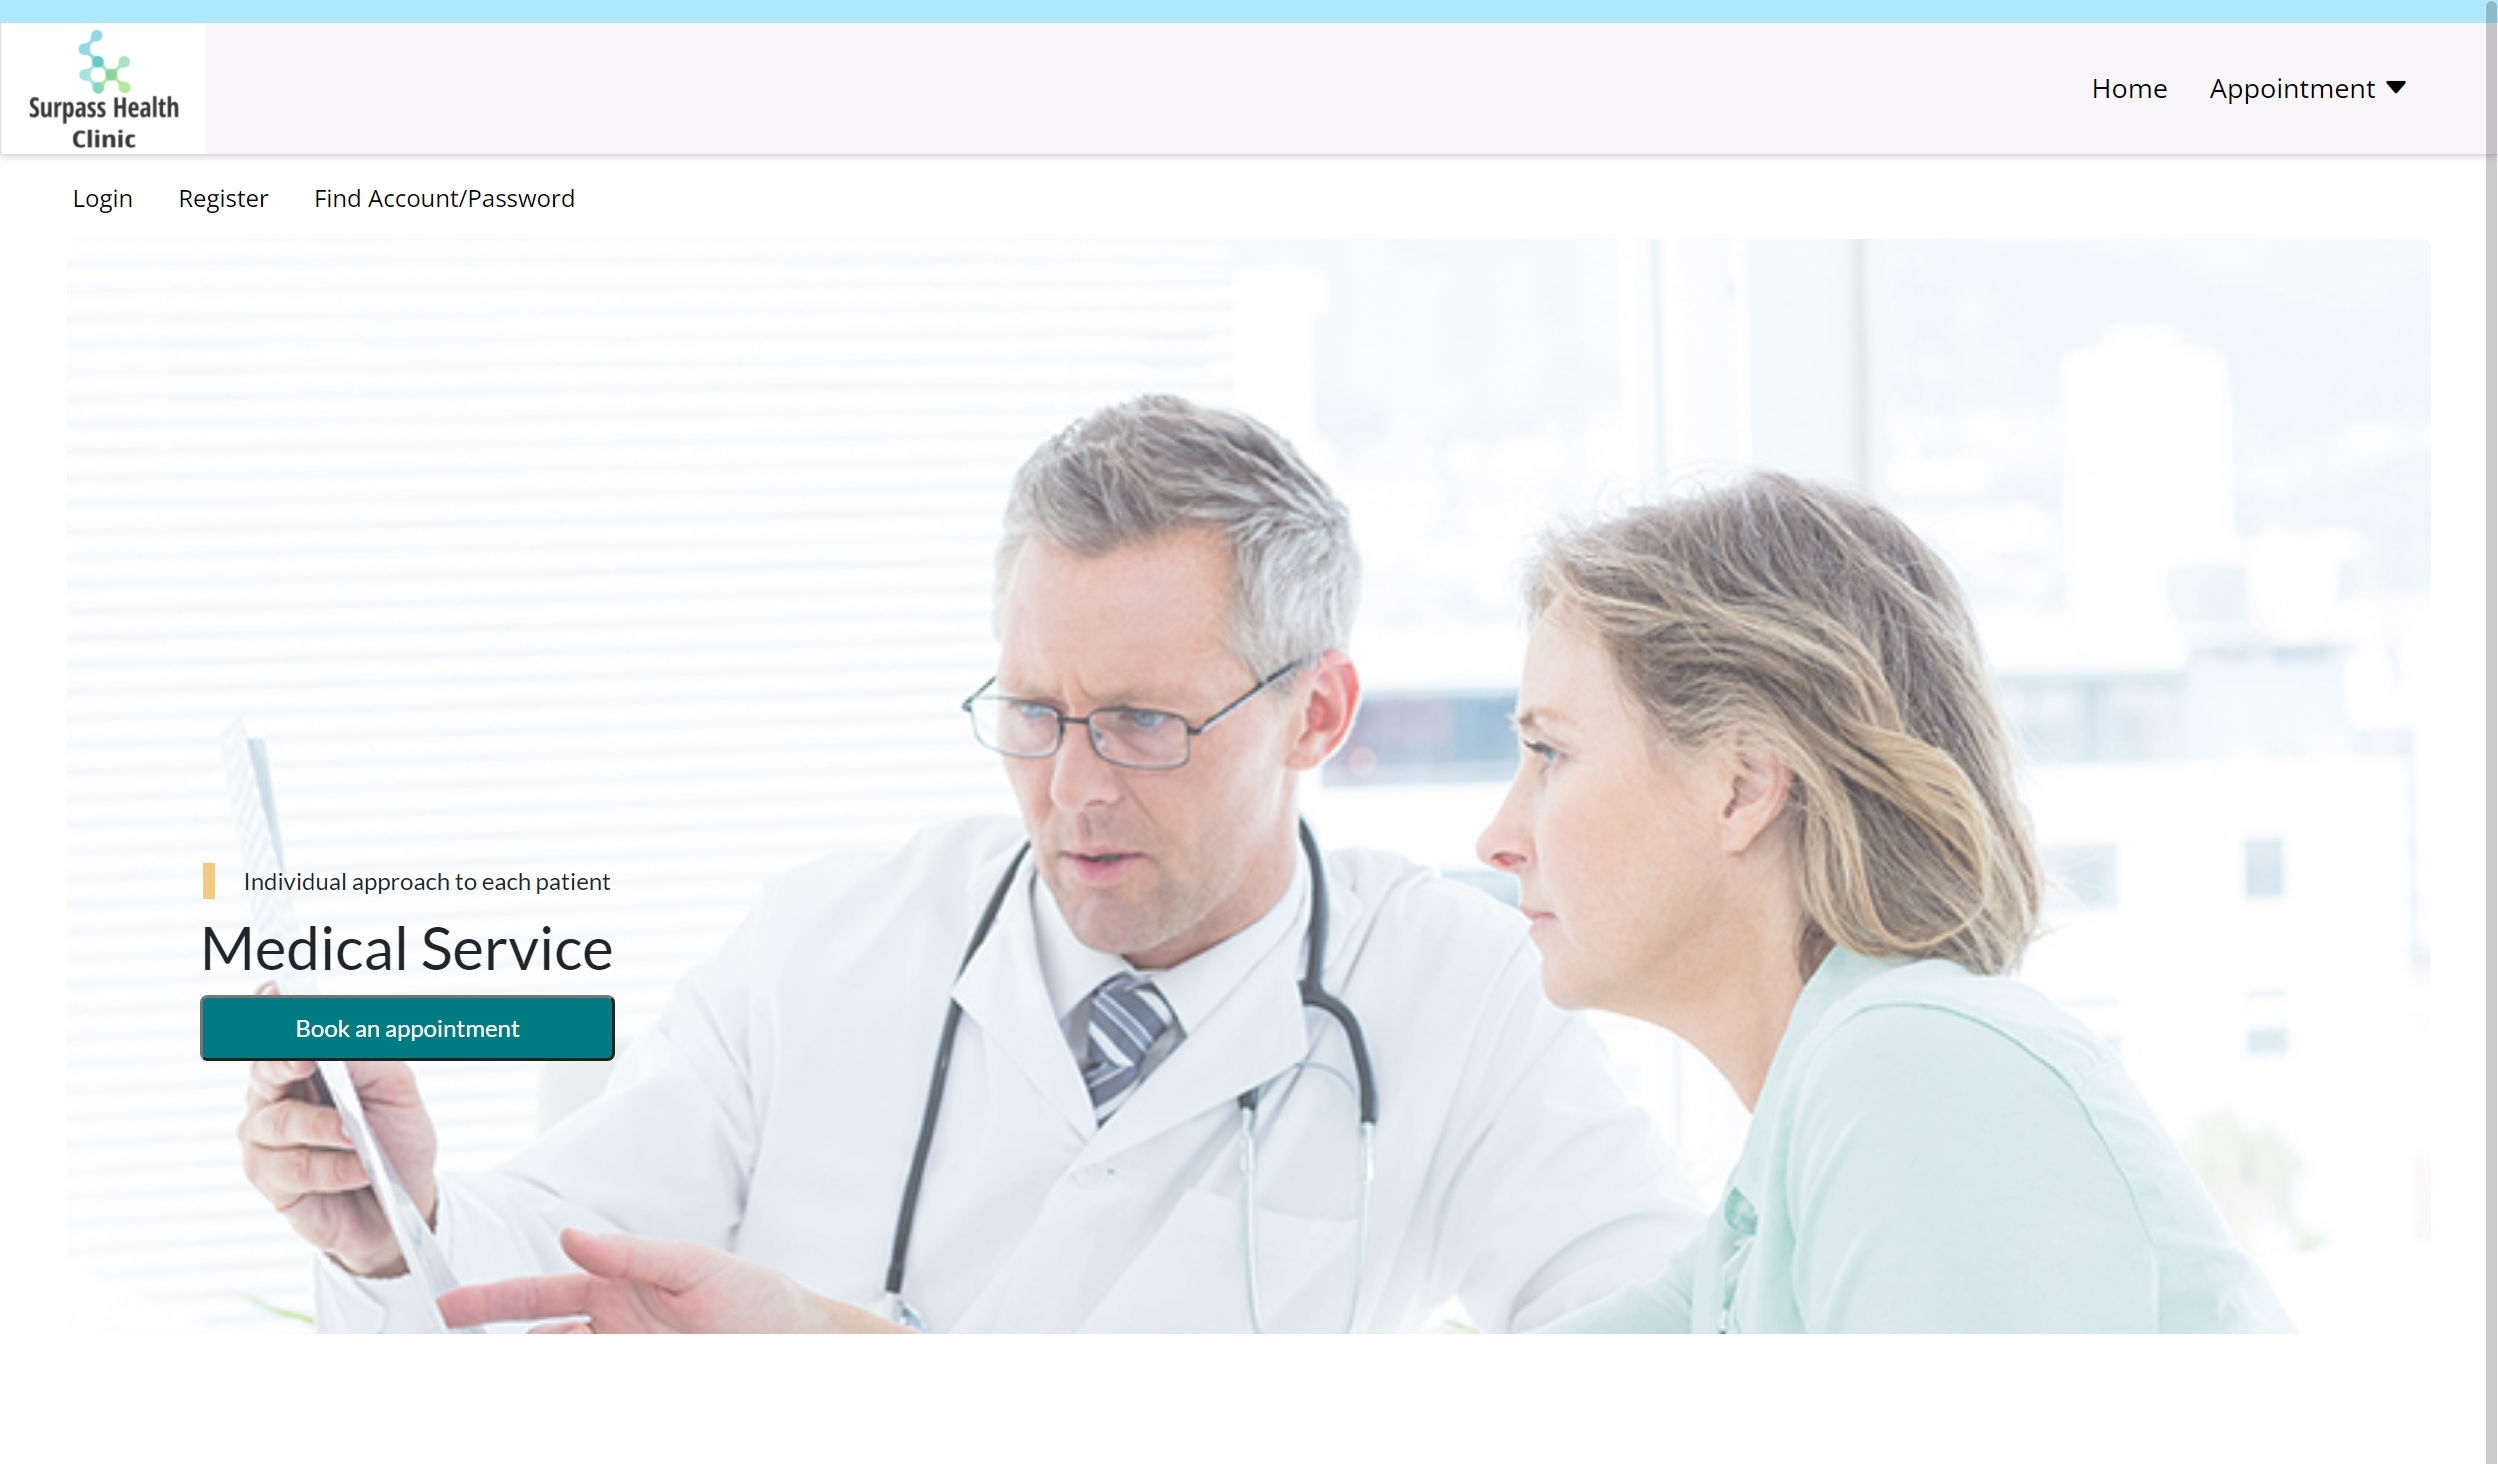 Surpass Health
Clinic
Home
Appointment
Login
Register
Find Account/Password
Individual approach to each patient
Medical Service
Book an appointment